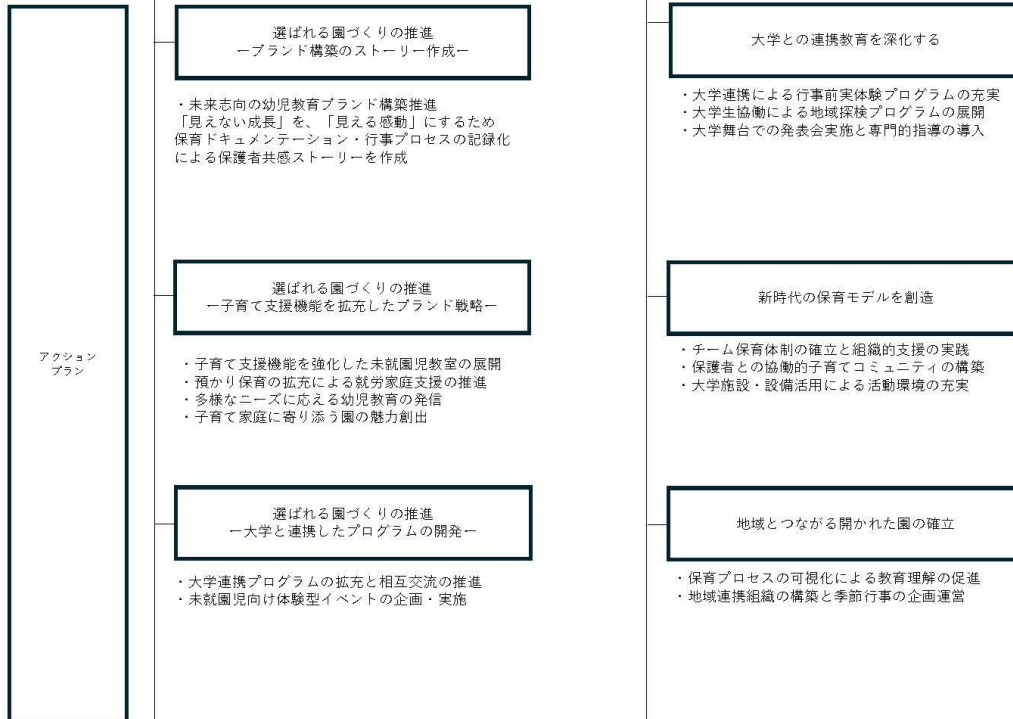 アクション
プラン
選ばれる園づくりの推進
ーブランド構築のストーリー作成ー
・未来志向の幼児教育ブランド構築推進
「見えない成長」を、「見える感動」にするため
保育ドキュメンテーション・行事プロセスの記録化
による保護者共感ストーリーを作成
選ばれる園づくりの推進
ー子育て支援機能を拡充したブランド戦略ー
・子育て支援機能を強化した未就園児教室の展開
・預かり保育の拡充による就労家庭支援の推進
・多様なニーズに応える幼児教育の発信
・子育て家庭に寄り添う園の魅力創出
選ばれる園づくりの推進
ー大学と連携したプログラムの開発ー
・大学連携プログラムの拡充と相互交流の推進
・未就園児向け体験型イベントの企画・実施
大学との連携教育を深化する
・大学連携による行事前実体験プログラムの充実
・大学生協働による地域探検プログラムの展開
・大学舞台での発表会実施と専門的指導の導入
新時代の保育モデルを創造
・チーム保育体制の確立と組織的支援の実践
・保護者との協働的子育てコミュニティの構築
・大学施設・設備活用による活動環境の充実
地域とつながる開かれた園の確立
・保育プロセスの可視化による教育理解の促進
・地域連携組織の構築と季節行事の企画運営